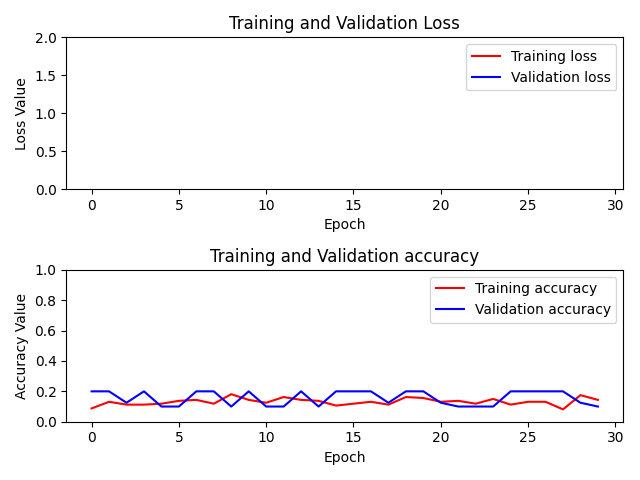 Training and Validation Loss
2.0
1.5
1.0
0.5
0.0
Loss Value
Training loss
Validation loss
0 5 10 15 20 25 30
Epoch
Training and Validation accuracy
1.0
0.8
0.6
0.4
0.2
0.0
Accuracy Value
Training accuracy
Validation accuracy
0 5 10 15 20 25 30
Epoch